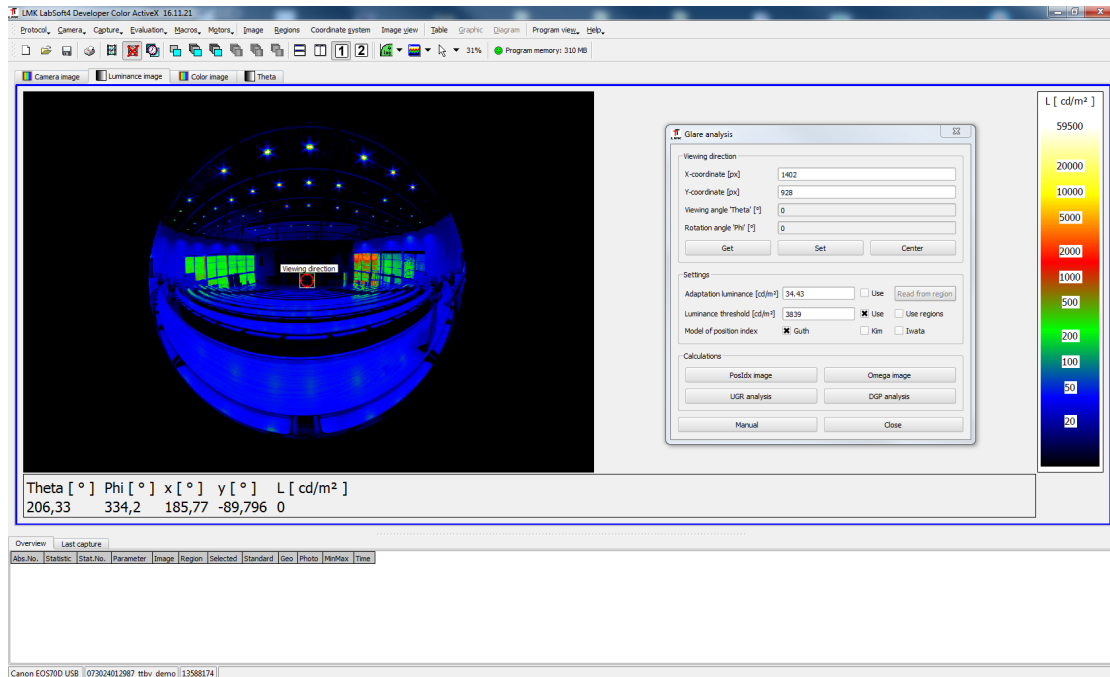 LMK LabSoft4 Developer Color ActiveX 16.11.21
Protocol Camera Capture Evaluation Macros Motors Image Regions Coordinate system Image view Table Graphic Diagram Program view Help
1 2 31% Program memory: 310 MB
Camera image Luminance image Color image Theta
L [ cd/m² ]
59500
20000
10000
5000
2000
1000
500
200
100
50
20
Viewing direction
Glare analysis
Viewing direction
X-coordinate [px] 1402
Y-coordinate [px] 928
Viewing angle 'Theta' [°] 0
Rotation angle 'Phi' [°] 0
Get Set Center
Settings
Adaptation luminance [cd/m²] 34.43 Use Read from region
Luminance threshold [cd/m²] 3839 Use Use regions
Model of position index Guth Kim Iwata
Calculations
PosIdx image Omega image
UGR analysis DGP analysis
Manual Close
Theta [ ° ] Phi [ ° ] x [ ° ] y [ ° ] L [ cd/m² ]
206,33 334,2 185,77 -89,796 0
Overview Last capture
Abs.No. Statistic Stat.No. Parameter Image Region Selected Standard Geo Photo MinMax Time
Canon EOS70D USB 073024012987_ttbv_demo 13588174